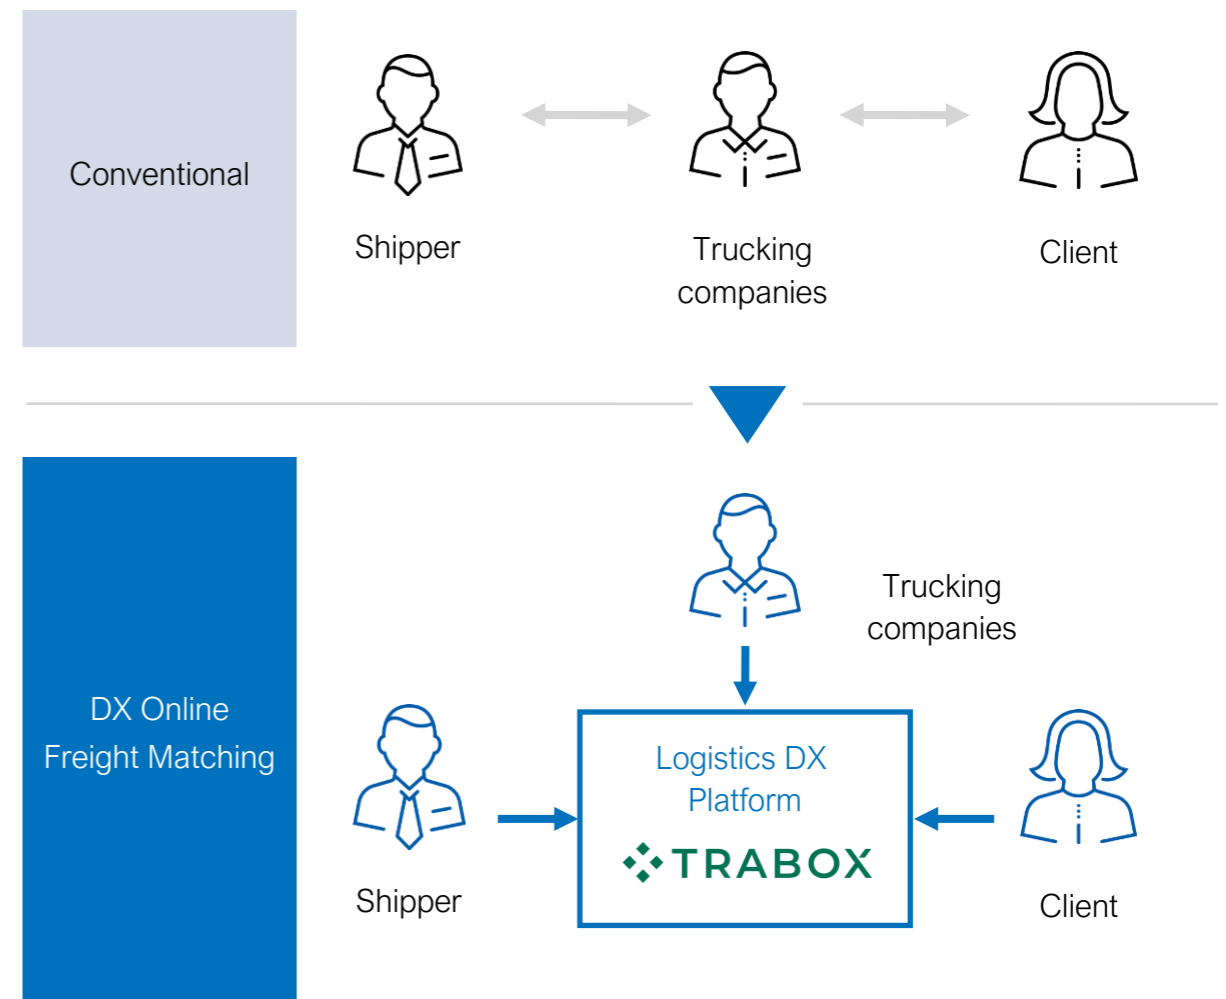 Conventional
Shipper
Trucking
companies
Client
Trucking
companies
DX Online
Freight Matching
Logistics DX
Platform
TRABOX
Shipper
Client